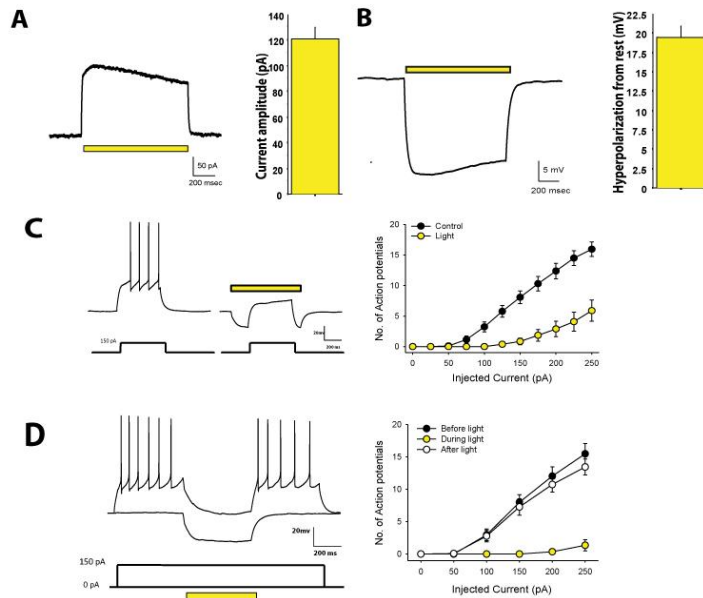 A
50 pA
200 msec
Current amplitude (pA)
140
120
100
80
60
40
20
0
B
5 mV
200 msec
Hyperpolarization from rest (mV)
25
22.5
20
17.5
15
12.5
10
7.5
5
2.5
0
C
150 pA
20mv
200 ms
Control
Light
No. of Action potentials
20
15
10
5
0
0 50 100 150 200 250
Injected Current (pA)
D
20mv
200 ms
150 pA
0 pA
Before light
During light
After light
No. of Action potentials
20
15
10
5
0
0 50 100 150 200 250
Injected Current (pA)